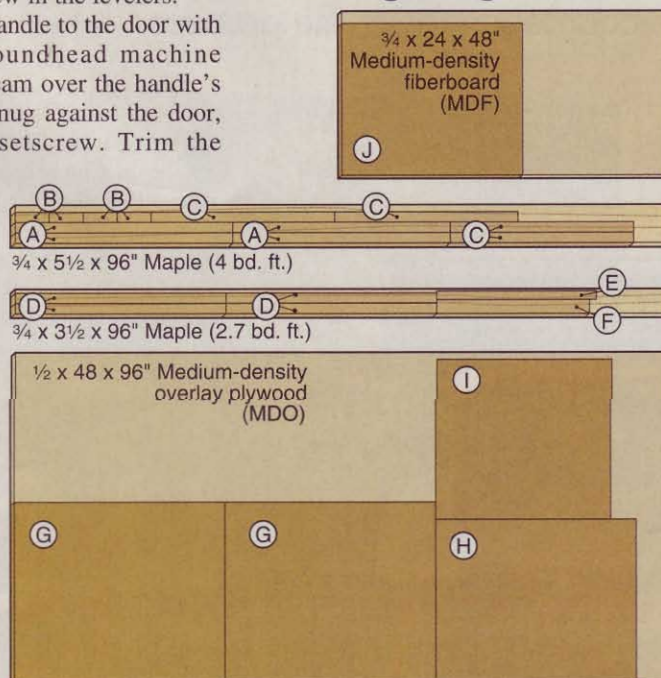 andle to the door with
oundhead machine
am over the handle's
nug against the door,
setscrew. Trim the
¾ x 24 x 48"
Medium-density
fiberboard
(MDF)
J
B B C C
A A C
¾ x 5½ x 96" Maple (4 bd. ft.)
D D E
F
¾ x 3½ x 96" Maple (2.7 bd. ft.)
½ x 48 x 96" Medium-density
overlay plywood
(MDO)
I
G G H